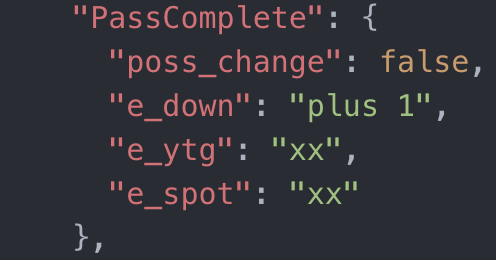 "PassComplete": {
"poss_change": false,
"e_down": "plus 1",
"e_ytg": "xx",
"e_spot": "xx"
},